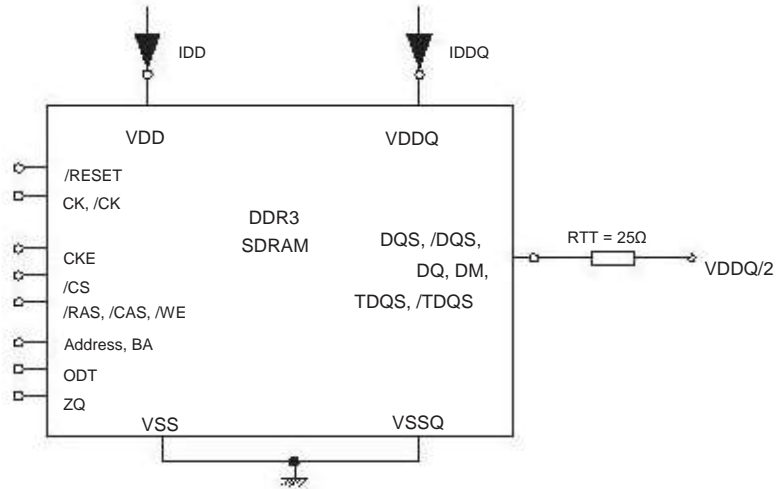 IDD
IDDQ
VDD
VDDQ
/RESET
CK, /CK
DDR3
SDRAM
CKE
/CS
/RAS, /CAS, /WE
Address, BA
ODT
ZQ
DQS, /DQS,
DQ, DM,
TDQS, /TDQS
RTT = 25Ω
VDDQ/2
VSS
VSSQ